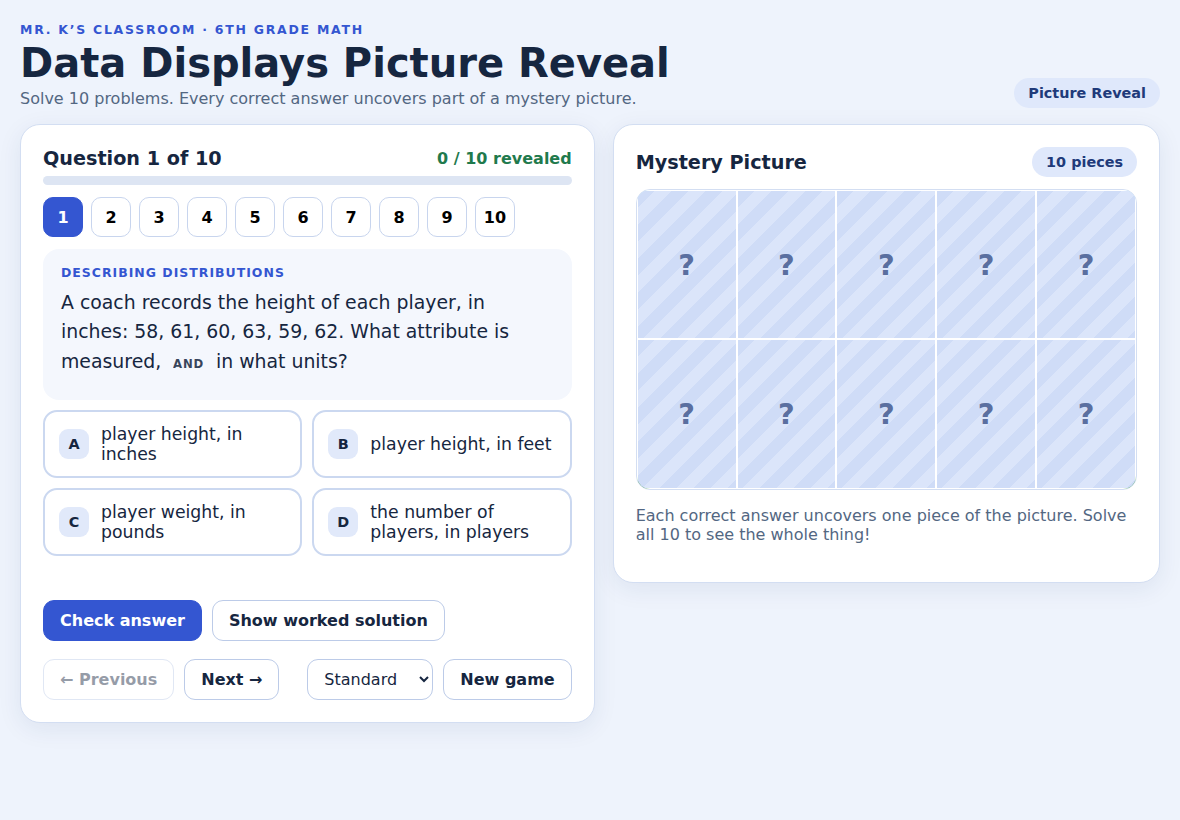 MR. K’S CLASSROOM · 6TH GRADE MATH
Data Displays Picture Reveal
Solve 10 problems. Every correct answer uncovers part of a mystery picture.
Picture Reveal
Question 1 of 10
0 / 10 revealed
1 2 3 4 5 6 7 8 9 10
DESCRIBING DISTRIBUTIONS
A coach records the height of each player, in
inches: 58, 61, 60, 63, 59, 62. What attribute is
measured, AND in what units?
A player height, in
inches
B player height, in feet
C player weight, in
pounds
D the number of
players, in players
Check answer
Show worked solution
← Previous
Next →
Standard
New game
Mystery Picture
10 pieces
? ? ? ? ?
? ? ? ? ?
Each correct answer uncovers one piece of the picture. Solve
all 10 to see the whole thing!